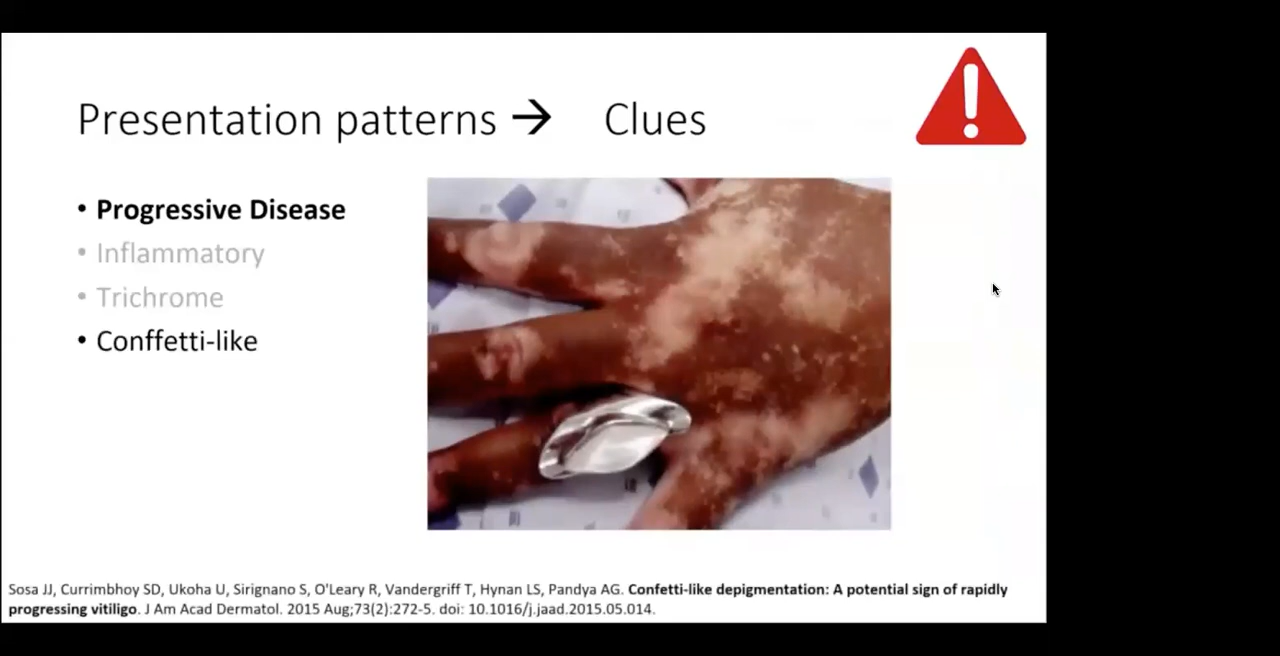 Presentation patterns → Clues
• Progressive Disease
• Inflammatory
• Trichrome
• Conffetti-like
Sosa JJ, Currimbhoy SD, Ukoha U, Sirignano S, O'Leary R, Vandergriff T, Hynan LS, Pandya AG. Confetti-like depigmentation: A potential sign of rapidly
progressing vitiligo. J Am Acad Dermatol. 2015 Aug;73(2):272-5. doi: 10.1016/j.jaad.2015.05.014.